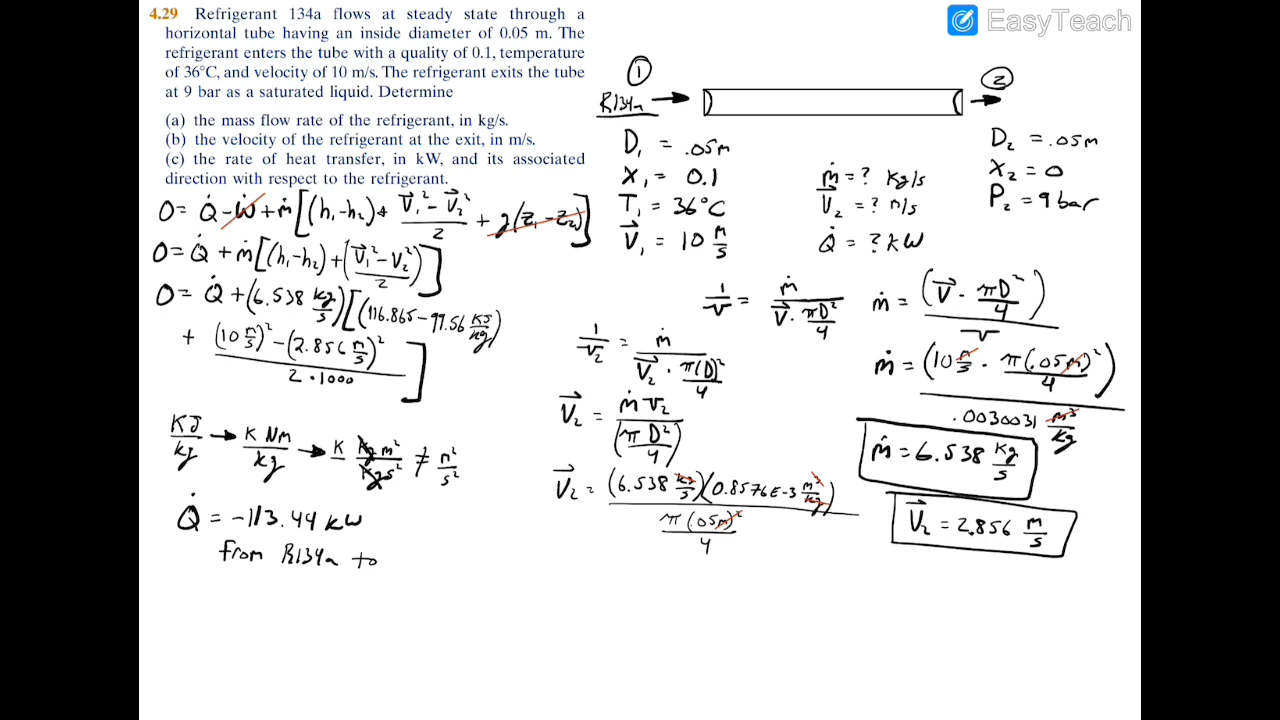 4.29 Refrigerant 134a flows at steady state through a
horizontal tube having an inside diameter of 0.05 m. The
refrigerant enters the tube with a quality of 0.1, temperature
of 36°C, and velocity of 10 m/s. The refrigerant exits the tube
at 9 bar as a saturated liquid. Determine
(a) the mass flow rate of the refrigerant, in kg/s.
(b) the velocity of the refrigerant at the exit, in m/s.
(c) the rate of heat transfer, in kW, and its associated
direction with respect to the refrigerant.
EasyTeach
① ②
R134a
D₁ = .05m
X₁ = 0.1
T₁ = 36°C
V⃗₁ = 10 m/s
ṁ = ? kg/s
V⃗₂ = ? m/s
Q̇ = ? kW
D₂ = .05m
X₂ = 0
P₂ = 9 bar
0 = Q̇ - Ẇ + ṁ[(h₁-h₂) + (V⃗₁² - V⃗₂²)/2 + g(z₁-z₂)]
0 = Q̇ + ṁ[(h₁-h₂) + (V⃗₁² - V₂²)/2]
0 = Q̇ + (6.538 kg/s)[(116.865 - 99.56 KJ/kg)
+ ((10 m/s)² - (2.856 m/s)²)/(2·1000)]
KJ/kg → K Nm/kg → K kg m²/kg s² ≠ m²/s²
Q̇ = -113.44 kW
from R134a to
1/v = ṁ/(V⃗ · πD²/4)
1/v₂ = ṁ/(V⃗₂ · π(D)²/4)
V⃗₂ = ṁ v₂/(πD²/4)
V⃗₂ = (6.538 kg/s)(0.8576E-3 m³/kg)/(π(.05m)²/4)
ṁ = (V⃗ · πD²/4)/v
ṁ = (10 m/s · π(.05m)²/4)/(.0030031 m³/kg)
ṁ = 6.538 kg/s
V⃗₂ = 2.856 m/s